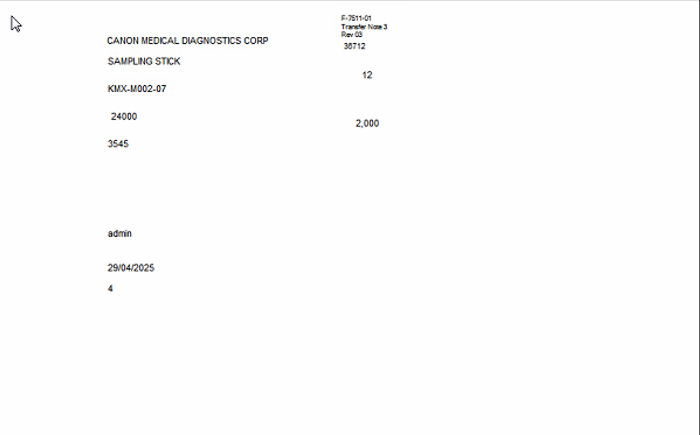 F-7511-01
Transfer Note 3
Rev 03
CANON MEDICAL DIAGNOSTICS CORP
38712
SAMPLING STICK
12
KMX-M002-07
24000
2,000
3545
admin
29/04/2025
4